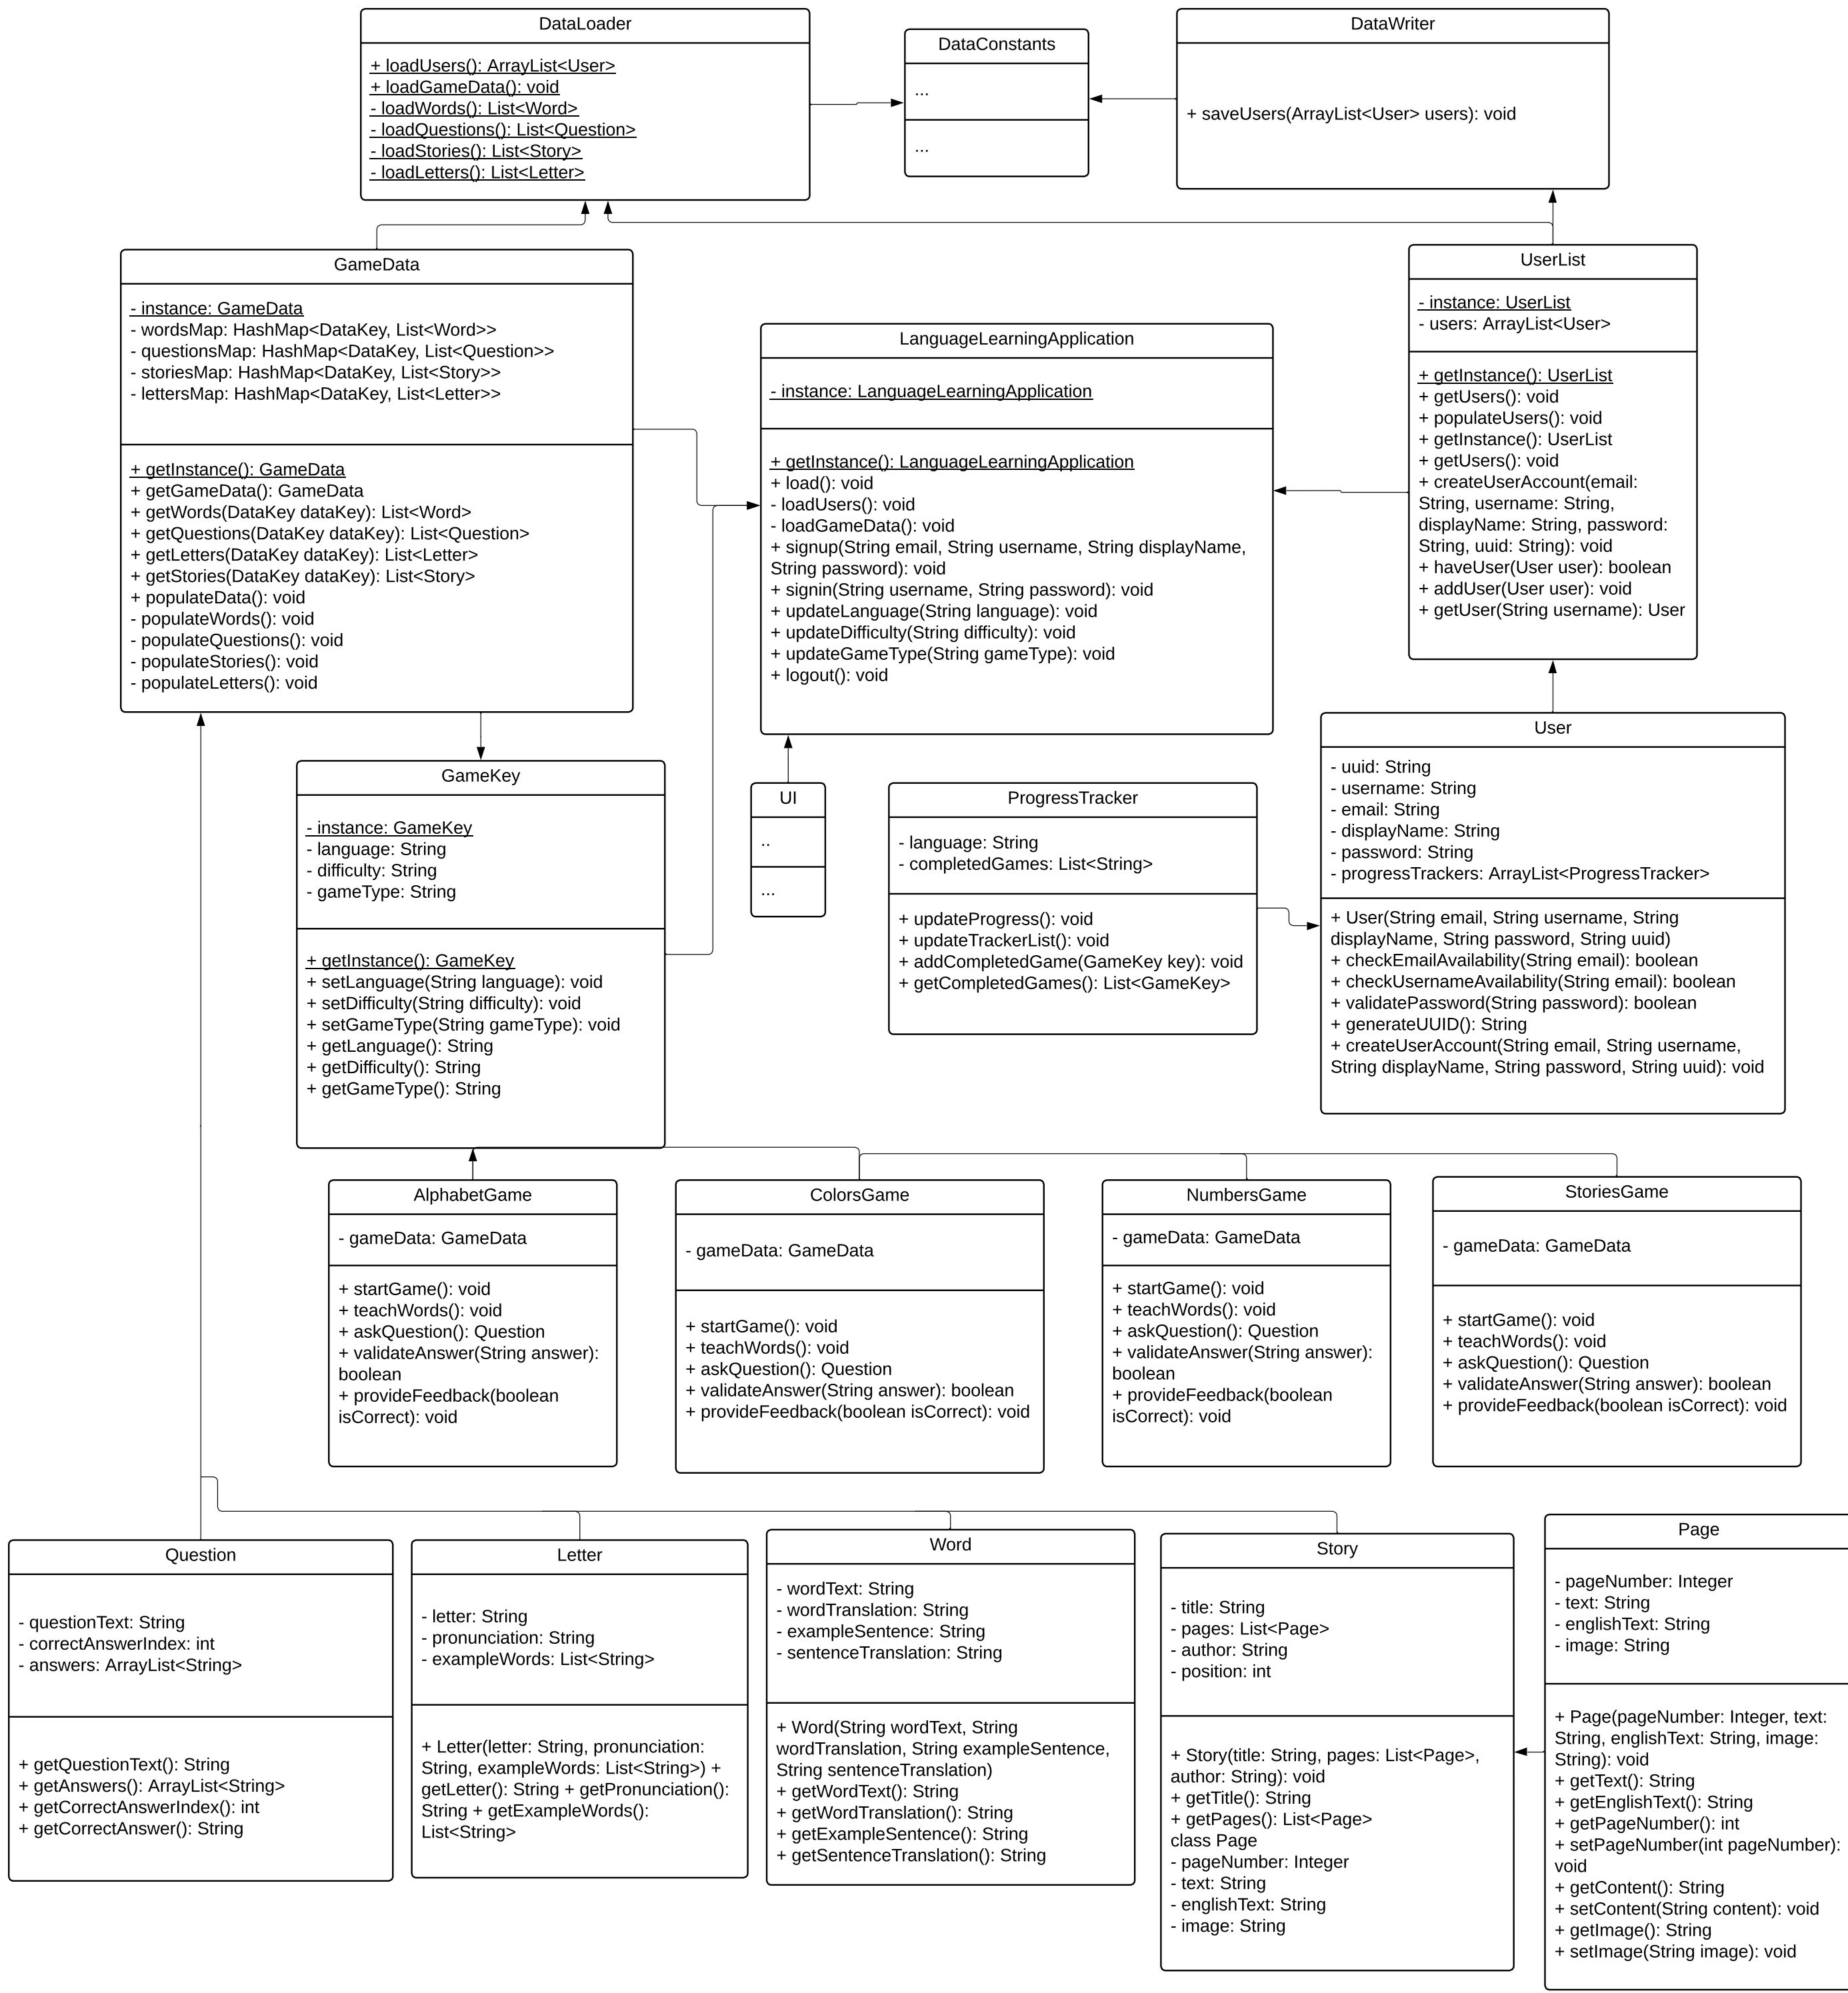 DataLoader
+ loadUsers(): ArrayList<User>
+ loadGameData(): void
- loadWords(): List<Word>
- loadQuestions(): List<Question>
- loadStories(): List<Story>
- loadLetters(): List<Letter>
DataConstants
...
...
DataWriter
+ saveUsers(ArrayList<User> users): void
GameData
- instance: GameData
- wordsMap: HashMap<DataKey, List<Word>>
- questionsMap: HashMap<DataKey, List<Question>>
- storiesMap: HashMap<DataKey, List<Story>>
- lettersMap: HashMap<DataKey, List<Letter>>
+ getInstance(): GameData
+ getGameData(): GameData
+ getWords(DataKey dataKey): List<Word>
+ getQuestions(DataKey dataKey): List<Question>
+ getLetters(DataKey dataKey): List<Letter>
+ getStories(DataKey dataKey): List<Story>
+ populateData(): void
- populateWords(): void
- populateQuestions(): void
- populateStories(): void
- populateLetters(): void
LanguageLearningApplication
- instance: LanguageLearningApplication
+ getInstance(): LanguageLearningApplication
+ load(): void
- loadUsers(): void
- loadGameData(): void
+ signup(String email, String username, String displayName,
String password): void
+ signin(String username, String password): void
+ updateLanguage(String language): void
+ updateDifficulty(String difficulty): void
+ updateGameType(String gameType): void
+ logout(): void
UserList
- instance: UserList
- users: ArrayList<User>
+ getInstance(): UserList
+ getUsers(): void
+ populateUsers(): void
+ getInstance(): UserList
+ getUsers(): void
+ createUserAccount(email:
String, username: String,
displayName: String, password:
String, uuid: String): void
+ haveUser(User user): boolean
+ addUser(User user): void
+ getUser(String username): User
GameKey
- instance: GameKey
- language: String
- difficulty: String
- gameType: String
+ getInstance(): GameKey
+ setLanguage(String language): void
+ setDifficulty(String difficulty): void
+ setGameType(String gameType): void
+ getLanguage(): String
+ getDifficulty(): String
+ getGameType(): String
UI
..
...
ProgressTracker
- language: String
- completedGames: List<String>
+ updateProgress(): void
+ updateTrackerList(): void
+ addCompletedGame(GameKey key): void
+ getCompletedGames(): List<GameKey>
User
- uuid: String
- username: String
- email: String
- displayName: String
- password: String
- progressTrackers: ArrayList<ProgressTracker>
+ User(String email, String username, String
displayName, String password, String uuid)
+ checkEmailAvailability(String email): boolean
+ checkUsernameAvailability(String email): boolean
+ validatePassword(String password): boolean
+ generateUUID(): String
+ createUserAccount(String email, String username,
String displayName, String password, String uuid): void
AlphabetGame
- gameData: GameData
+ startGame(): void
+ teachWords(): void
+ askQuestion(): Question
+ validateAnswer(String answer):
boolean
+ provideFeedback(boolean
isCorrect): void
ColorsGame
- gameData: GameData
+ startGame(): void
+ teachWords(): void
+ askQuestion(): Question
+ validateAnswer(String answer): boolean
+ provideFeedback(boolean isCorrect): void
NumbersGame
- gameData: GameData
+ startGame(): void
+ teachWords(): void
+ askQuestion(): Question
+ validateAnswer(String answer):
boolean
+ provideFeedback(boolean
isCorrect): void
StoriesGame
- gameData: GameData
+ startGame(): void
+ teachWords(): void
+ askQuestion(): Question
+ validateAnswer(String answer): boolean
+ provideFeedback(boolean isCorrect): void
Question
- questionText: String
- correctAnswerIndex: int
- answers: ArrayList<String>
+ getQuestionText(): String
+ getAnswers(): ArrayList<String>
+ getCorrectAnswerIndex(): int
+ getCorrectAnswer(): String
Letter
- letter: String
- pronunciation: String
- exampleWords: List<String>
+ Letter(letter: String, pronunciation:
String, exampleWords: List<String>) +
getLetter(): String + getPronunciation():
String + getExampleWords():
List<String>
Word
- wordText: String
- wordTranslation: String
- exampleSentence: String
- sentenceTranslation: String
+ Word(String wordText, String
wordTranslation, String exampleSentence,
String sentenceTranslation)
+ getWordText(): String
+ getWordTranslation(): String
+ getExampleSentence(): String
+ getSentenceTranslation(): String
Story
- title: String
- pages: List<Page>
- author: String
- position: int
+ Story(title: String, pages: List<Page>,
author: String): void
+ getTitle(): String
+ getPages(): List<Page>
class Page
- pageNumber: Integer
- text: String
- englishText: String
- image: String
Page
- pageNumber: Integer
- text: String
- englishText: String
- image: String
+ Page(pageNumber: Integer, text:
String, englishText: String, image:
String): void
+ getText(): String
+ getEnglishText(): String
+ getPageNumber(): int
+ setPageNumber(int pageNumber):
void
+ getContent(): String
+ setContent(String content): void
+ getImage(): String
+ setImage(String image): void